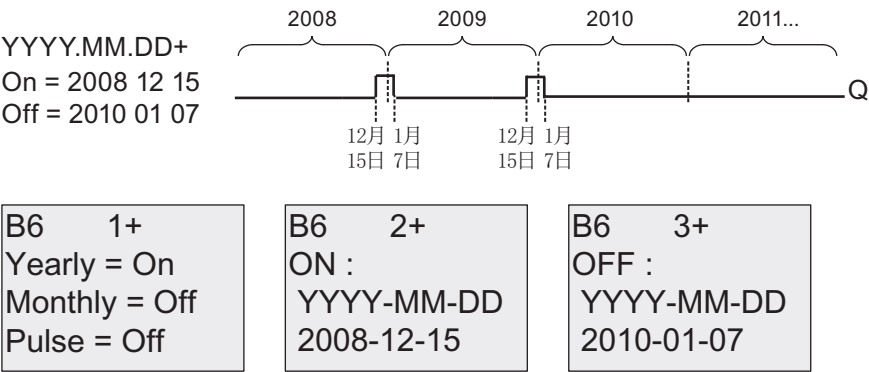 2008 2009 2010 2011...
YYYY.MM.DD+
On = 2008 12 15
Off = 2010 01 07
Q
12月 1月 12月 1月
15日 7日 15日 7日
B6 1+
Yearly = On
Monthly = Off
Pulse = Off
B6 2+
ON :
YYYY-MM-DD
2008-12-15
B6 3+
OFF :
YYYY-MM-DD
2010-01-07